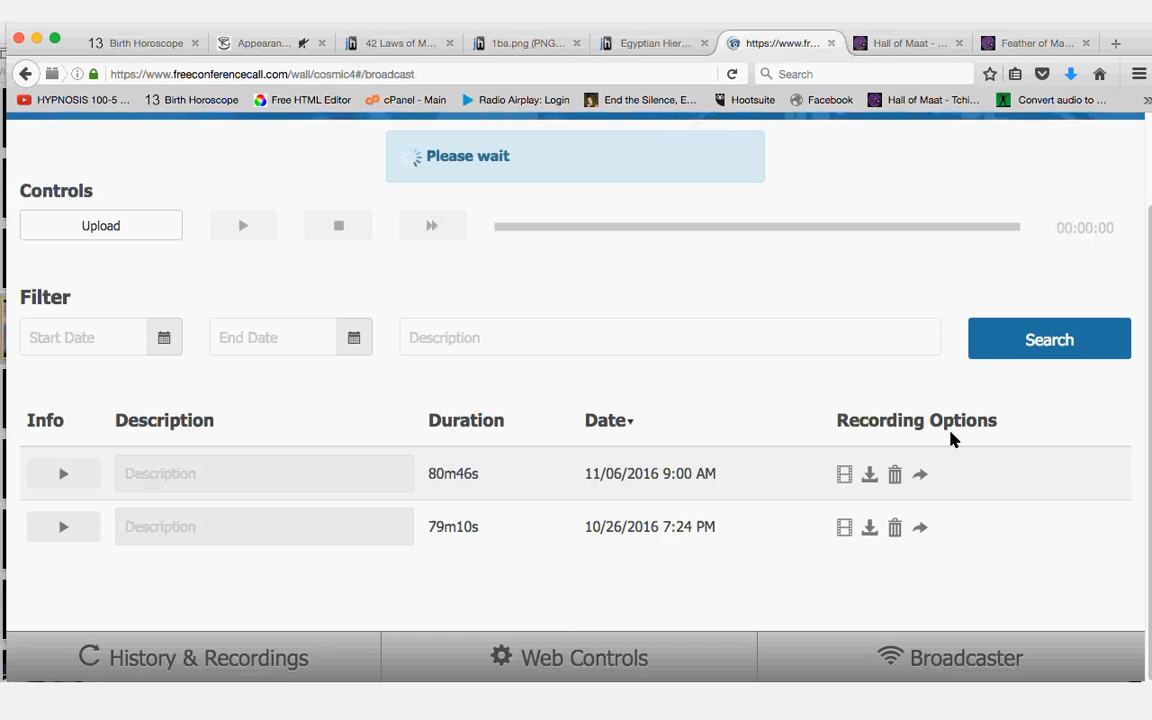 13 Birth Horoscope
Appearan...
42 Laws of M...
1ba.png (PNG...
Egyptian Hier...
https://www.fr...
Hall of Maat - ...
Feather of Ma...
https://www.freeconferencecall.com/wall/cosmic4#/broadcast
Search
HYPNOSIS 100-5 ...
13 Birth Horoscope
Free HTML Editor
cPanel - Main
Radio Airplay: Login
End the Silence, E...
Hootsuite
Facebook
Hall of Maat - Tchi...
Convert audio to ...
Please wait
Controls
Upload
00:00:00
Filter
Start Date
End Date
Description
Search
Info Description Duration Date Recording Options
Description 80m46s 11/06/2016 9:00 AM
Description 79m10s 10/26/2016 7:24 PM
History & Recordings
Web Controls
Broadcaster